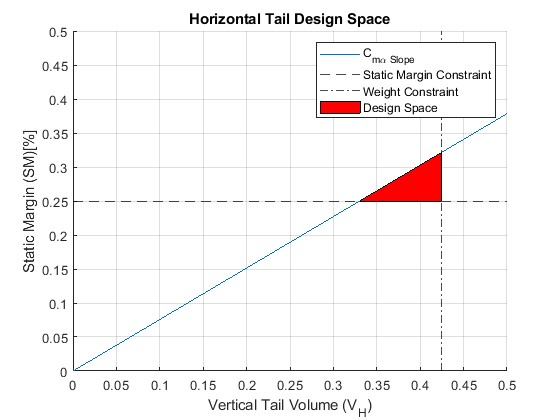 Horizontal Tail Design Space
C_mα Slope
Static Margin Constraint
Weight Constraint
Design Space
Static Margin (SM)[%]
0.5
0.45
0.4
0.35
0.3
0.25
0.2
0.15
0.1
0.05
0
0 0.05 0.1 0.15 0.2 0.25 0.3 0.35 0.4 0.45 0.5
Vertical Tail Volume (V_H)